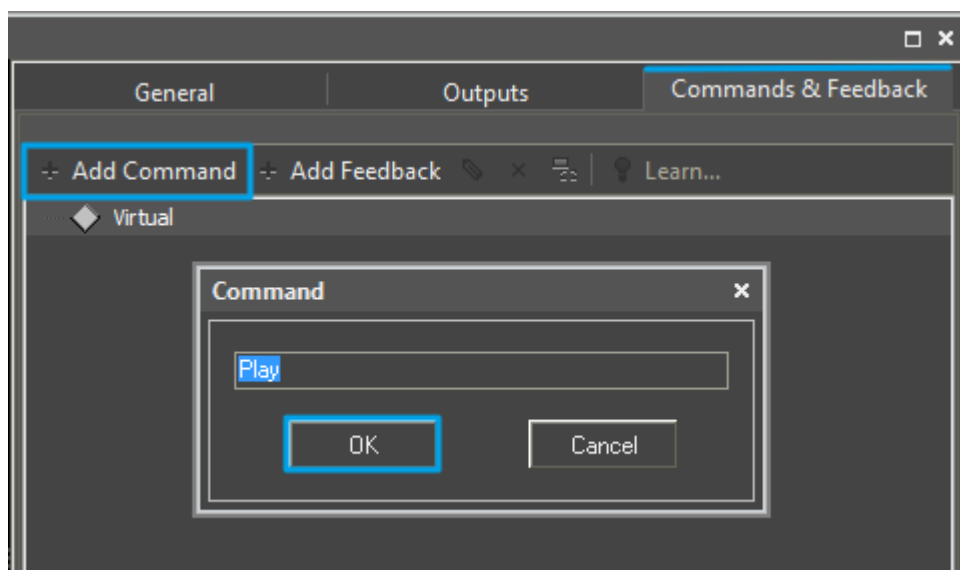 General Outputs Commands & Feedback
Add Command Add Feedback Learn...
Virtual
Command
Play
OK Cancel